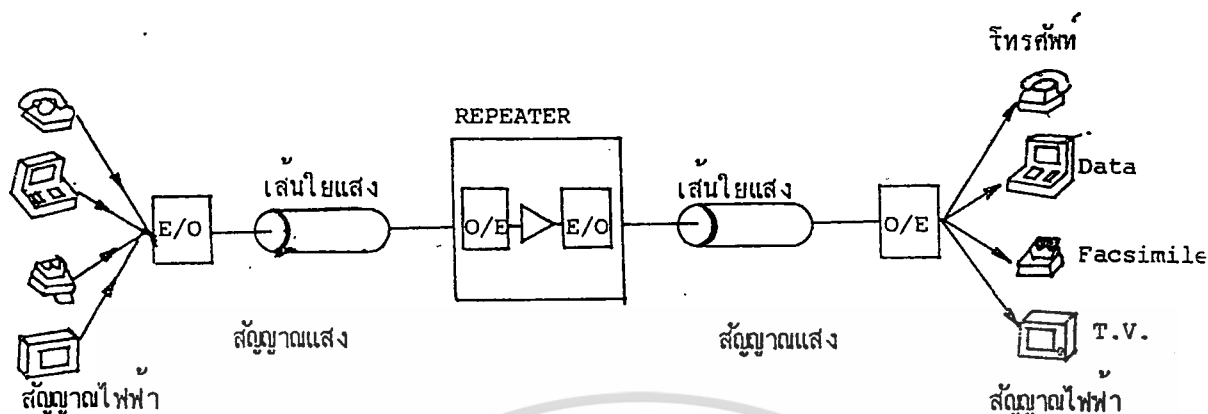 โทรศัพท์
REPEATER
Data
เส้นใยแสง
เส้นใยแสง
E/O
O/E
E/O
O/E
Facsimile
สัญญาณแสง
สัญญาณแสง
T.V.
สัญญาณไฟฟ้า
สัญญาณไฟฟ้า